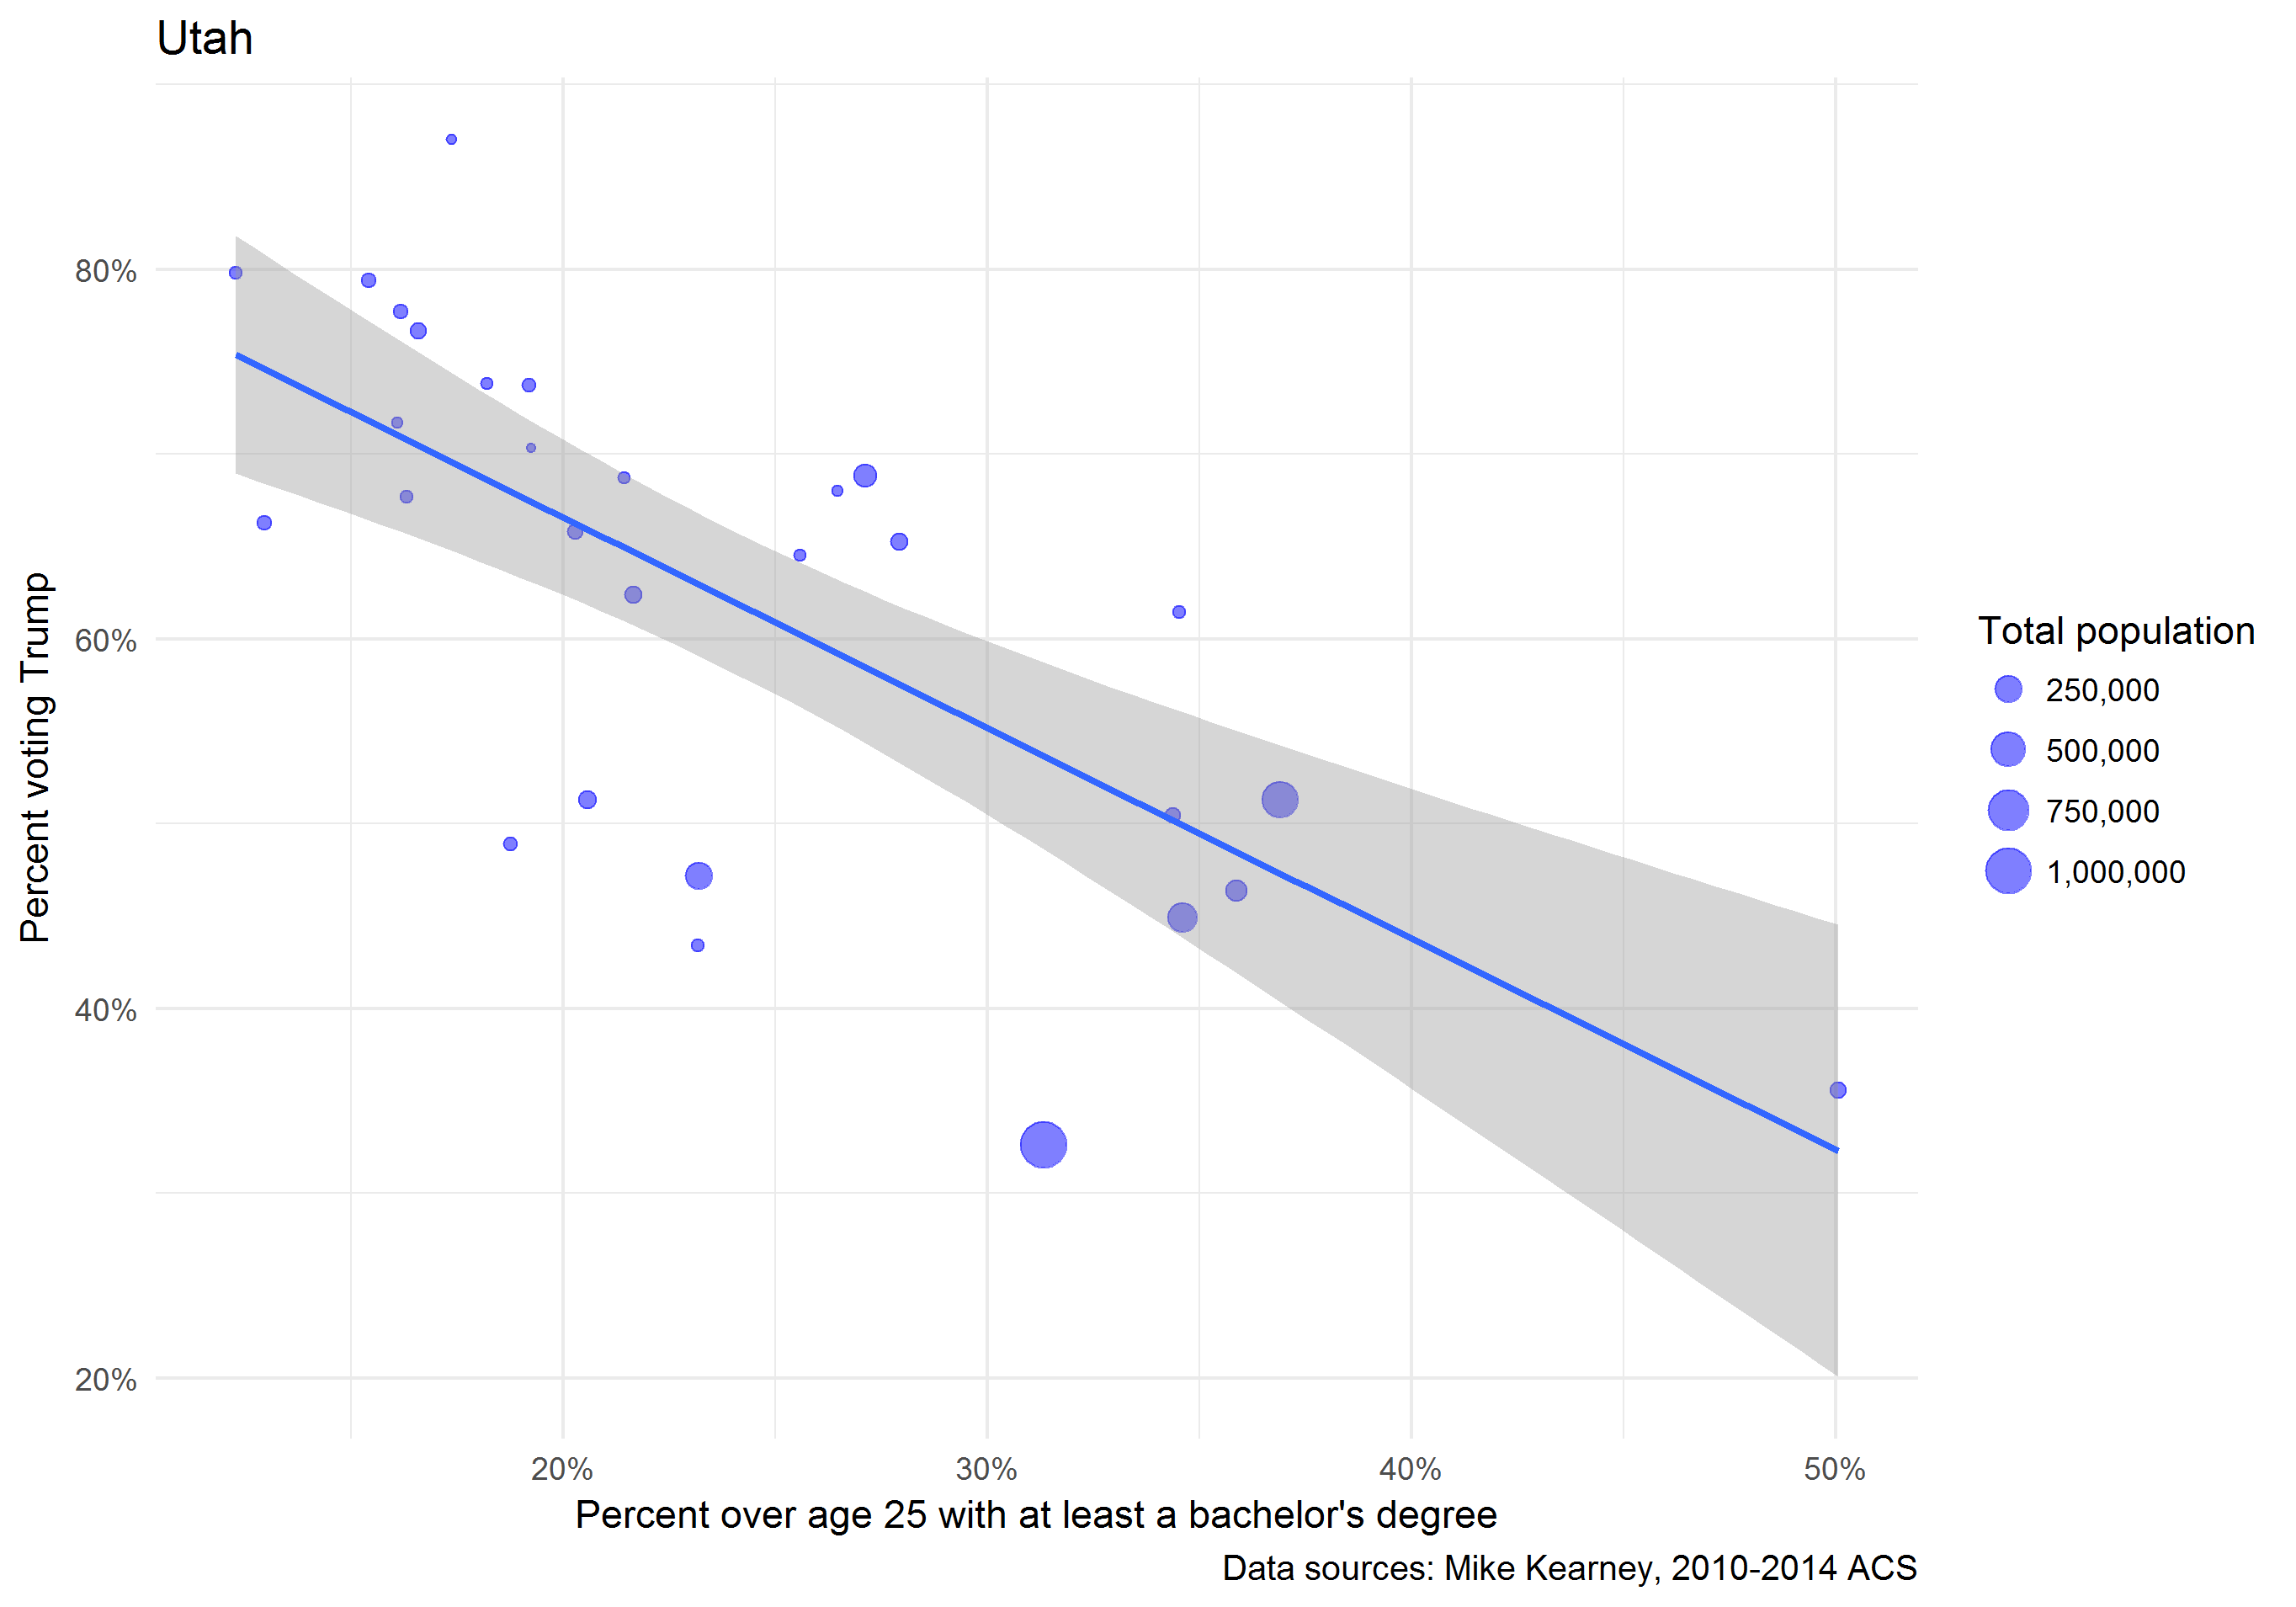 Utah
80%
60%
40%
20%
Percent voting Trump
20%
30%
40%
50%
Percent over age 25 with at least a bachelor's degree
Data sources: Mike Kearney, 2010-2014 ACS
Total population
250,000
500,000
750,000
1,000,000